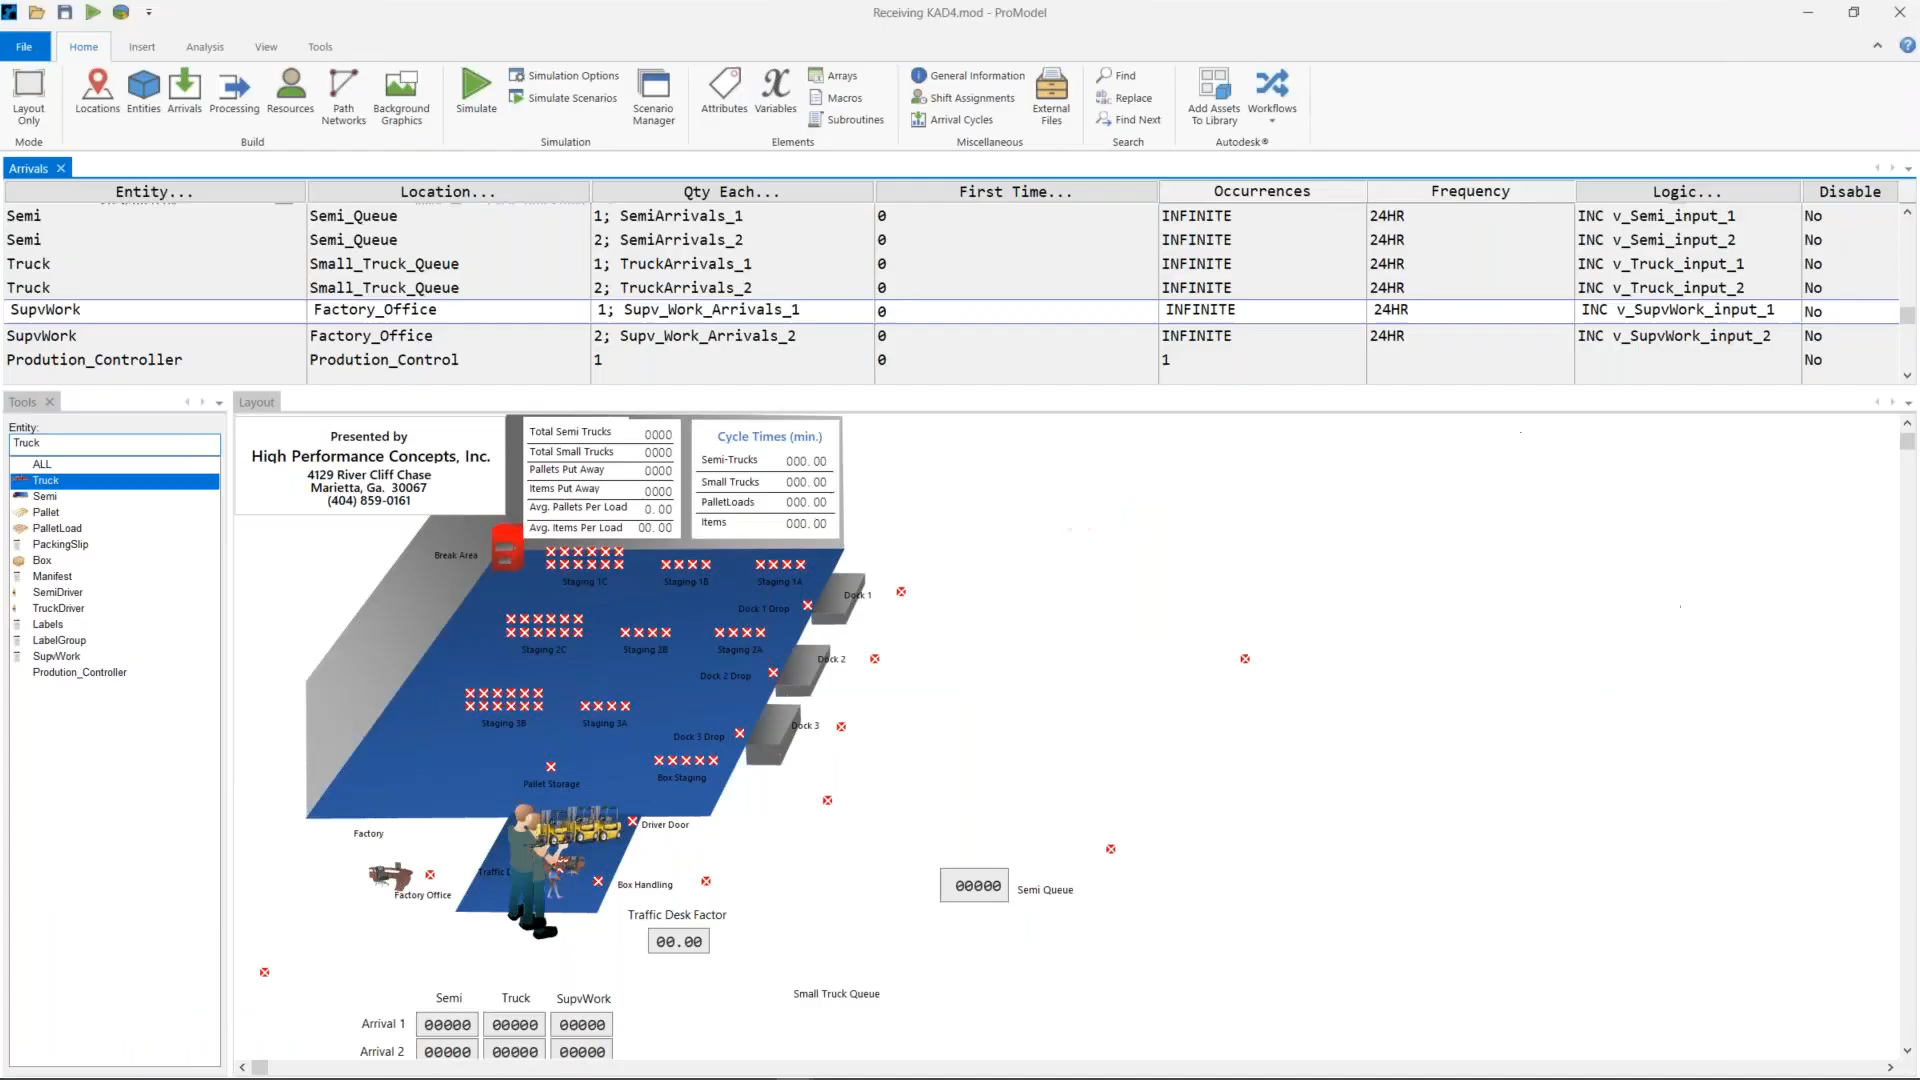 Receiving KAD4.mod - ProModel
File Home Insert Analysis View Tools
Layout Only
Locations
Entities
Arrivals
Processing
Resources
Path Networks
Background Graphics
Simulate
Simulation Options
Simulate Scenarios
Scenario Manager
Attributes
Variables
Arrays
Macros
Subroutines
General Information
Shift Assignments
Arrival Cycles
External Files
Find
Replace
Find Next
Add Assets To Library
Workflows
Mode Build Simulation Elements Miscellaneous Search Autodesk®
Arrivals
Entity... Location... Qty Each... First Time... Occurrences Frequency Logic... Disable
Semi Semi_Queue 1; SemiArrivals_1 0 INFINITE 24HR INC v_Semi_input_1 No
Semi Semi_Queue 2; SemiArrivals_2 0 INFINITE 24HR INC v_Semi_input_2 No
Truck Small_Truck_Queue 1; TruckArrivals_1 0 INFINITE 24HR INC v_Truck_input_1 No
Truck Small_Truck_Queue 2; TruckArrivals_2 0 INFINITE 24HR INC v_Truck_input_2 No
SupvWork Factory_Office 1; Supv_Work_Arrivals_1 0 INFINITE 24HR INC v_SupvWork_input_1 No
SupvWork Factory_Office 2; Supv_Work_Arrivals_2 0 INFINITE 24HR INC v_SupvWork_input_2 No
Prodution_Controller Prodution_Control 1 0 1 No
Tools
Layout
Entity:
Truck
ALL
Truck
Semi
Pallet
PalletLoad
PackingSlip
Box
Manifest
SemiDriver
TruckDriver
Labels
LabelGroup
SupvWork
Prodution_Controller
Presented by
High Performance Concepts, Inc.
4129 River Cliff Chase
Marietta, Ga. 30067
(404) 859-0161
Total Semi Trucks 0000
Total Small Trucks 0000
Pallets Put Away 0000
Items Put Away 0000
Avg. Pallets Per Load 0.00
Avg. Items Per Load 00.00
Cycle Times (min.)
Semi-Trucks 000.00
Small Trucks 000.00
PalletLoads 000.00
Items 000.00
Break Area
Staging 1C
Staging 1B
Staging 1A
Dock 1
Dock 1 Drop
Staging 2C
Staging 2B
Staging 2A
Dock 2
Dock 2 Drop
Staging 3B
Staging 3A
Dock 3
Dock 3 Drop
Box Staging
Pallet Storage
Driver Door
Factory
Traffic
Box Handling
Factory Office
00000 Semi Queue
Traffic Desk Factor
00.00
Small Truck Queue
Semi Truck SupvWork
Arrival 1 00000 00000 00000
Arrival 2 00000 00000 00000